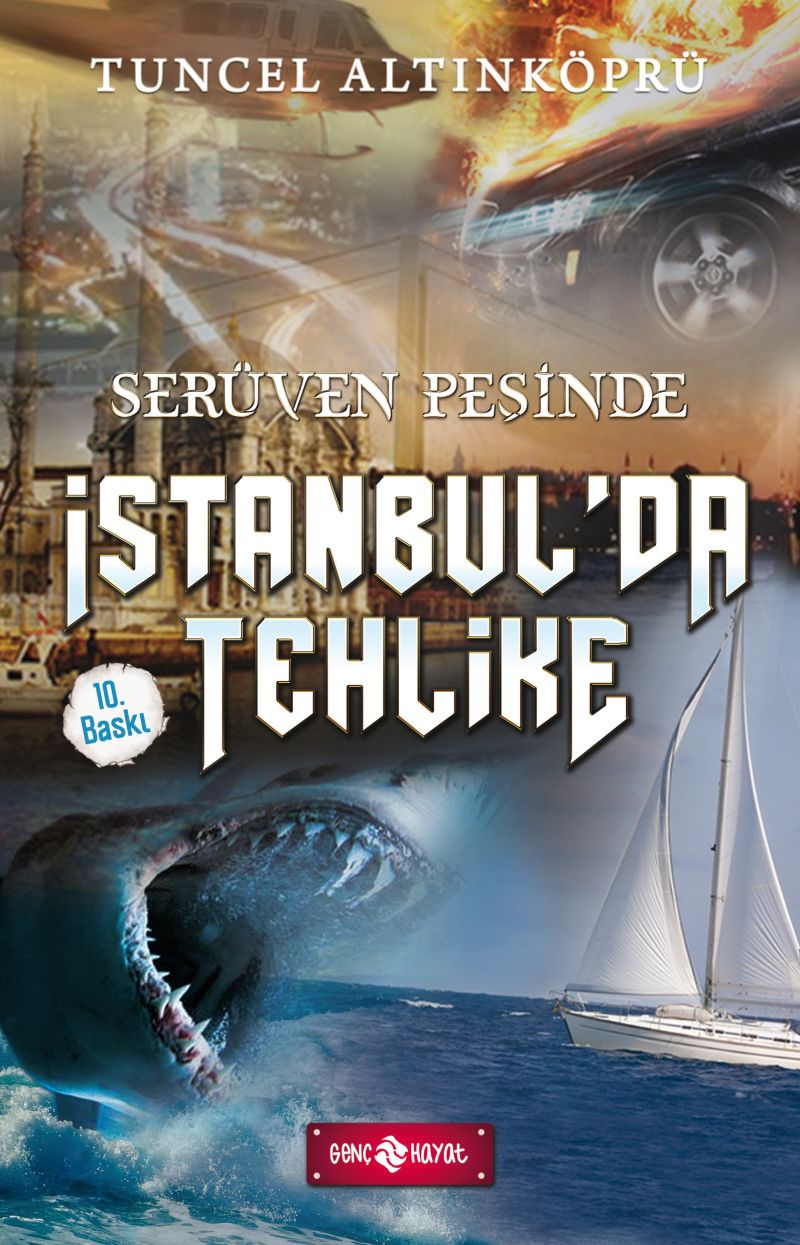 TUNCEL ALTINKÖPRÜ
SERÜVEN PEŞİNDE
İSTANBUL'DA
TEHLİKE
10.
Baskı
GENÇ HAYAT